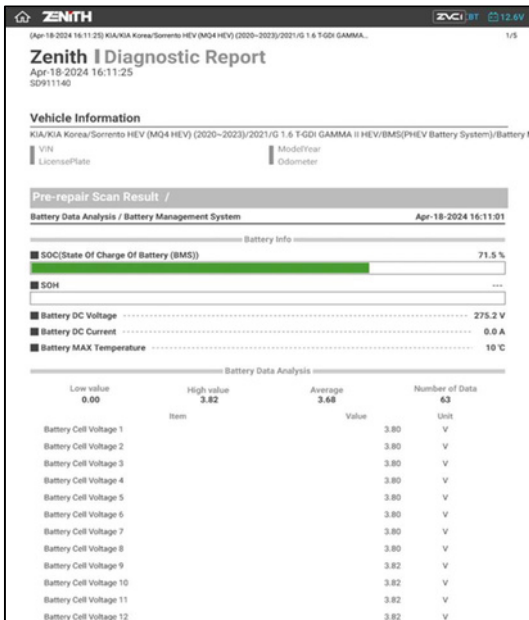 ZENITH ZVCI BT 12.6V
(Apr-18-2024 16:11:25) KIA/KIA Korea/Sorrento HEV (MQ4 HEV) (2020~2023)/2021/G 1.6 T-GDI GAMMA... 1/5
Zenith | Diagnostic Report
Apr-18-2024 16:11:25
SD911140
Vehicle Information
KIA/KIA Korea/Sorrento HEV (MQ4 HEV) (2020~2023)/2021/G 1.6 T-GDI GAMMA II HEV/BMS(PHEV Battery System)/Battery
VIN ModelYear
LicensePlate Odometer
Pre-repair Scan Result /
Battery Data Analysis / Battery Management System Apr-18-2024 16:11:01
Battery Info
SOC(State Of Charge Of Battery (BMS)) 71.5 %
SOH ---
Battery DC Voltage 275.2 V
Battery DC Current 0.0 A
Battery MAX Temperature 10 ℃
Battery Data Analysis
Low value High value Average Number of Data
0.00 3.82 3.68 63
Item Value Unit
Battery Cell Voltage 1 3.80 V
Battery Cell Voltage 2 3.80 V
Battery Cell Voltage 3 3.80 V
Battery Cell Voltage 4 3.80 V
Battery Cell Voltage 5 3.80 V
Battery Cell Voltage 6 3.80 V
Battery Cell Voltage 7 3.80 V
Battery Cell Voltage 8 3.80 V
Battery Cell Voltage 9 3.82 V
Battery Cell Voltage 10 3.82 V
Battery Cell Voltage 11 3.82 V
Battery Cell Voltage 12 3.82 V